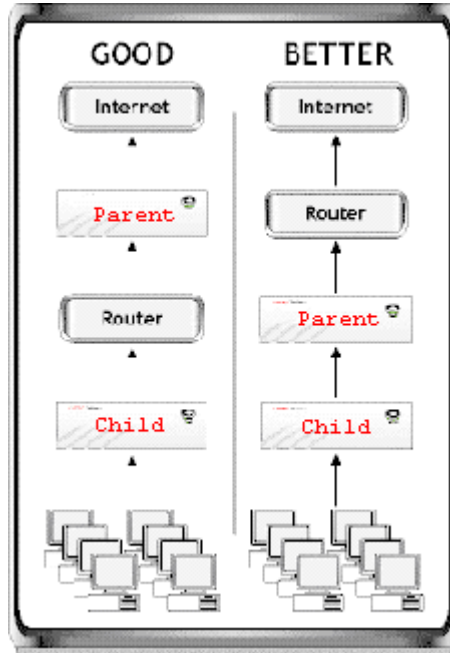 GOOD
Internet
Parent
Router
Child
BETTER
Internet
Router
Parent
Child